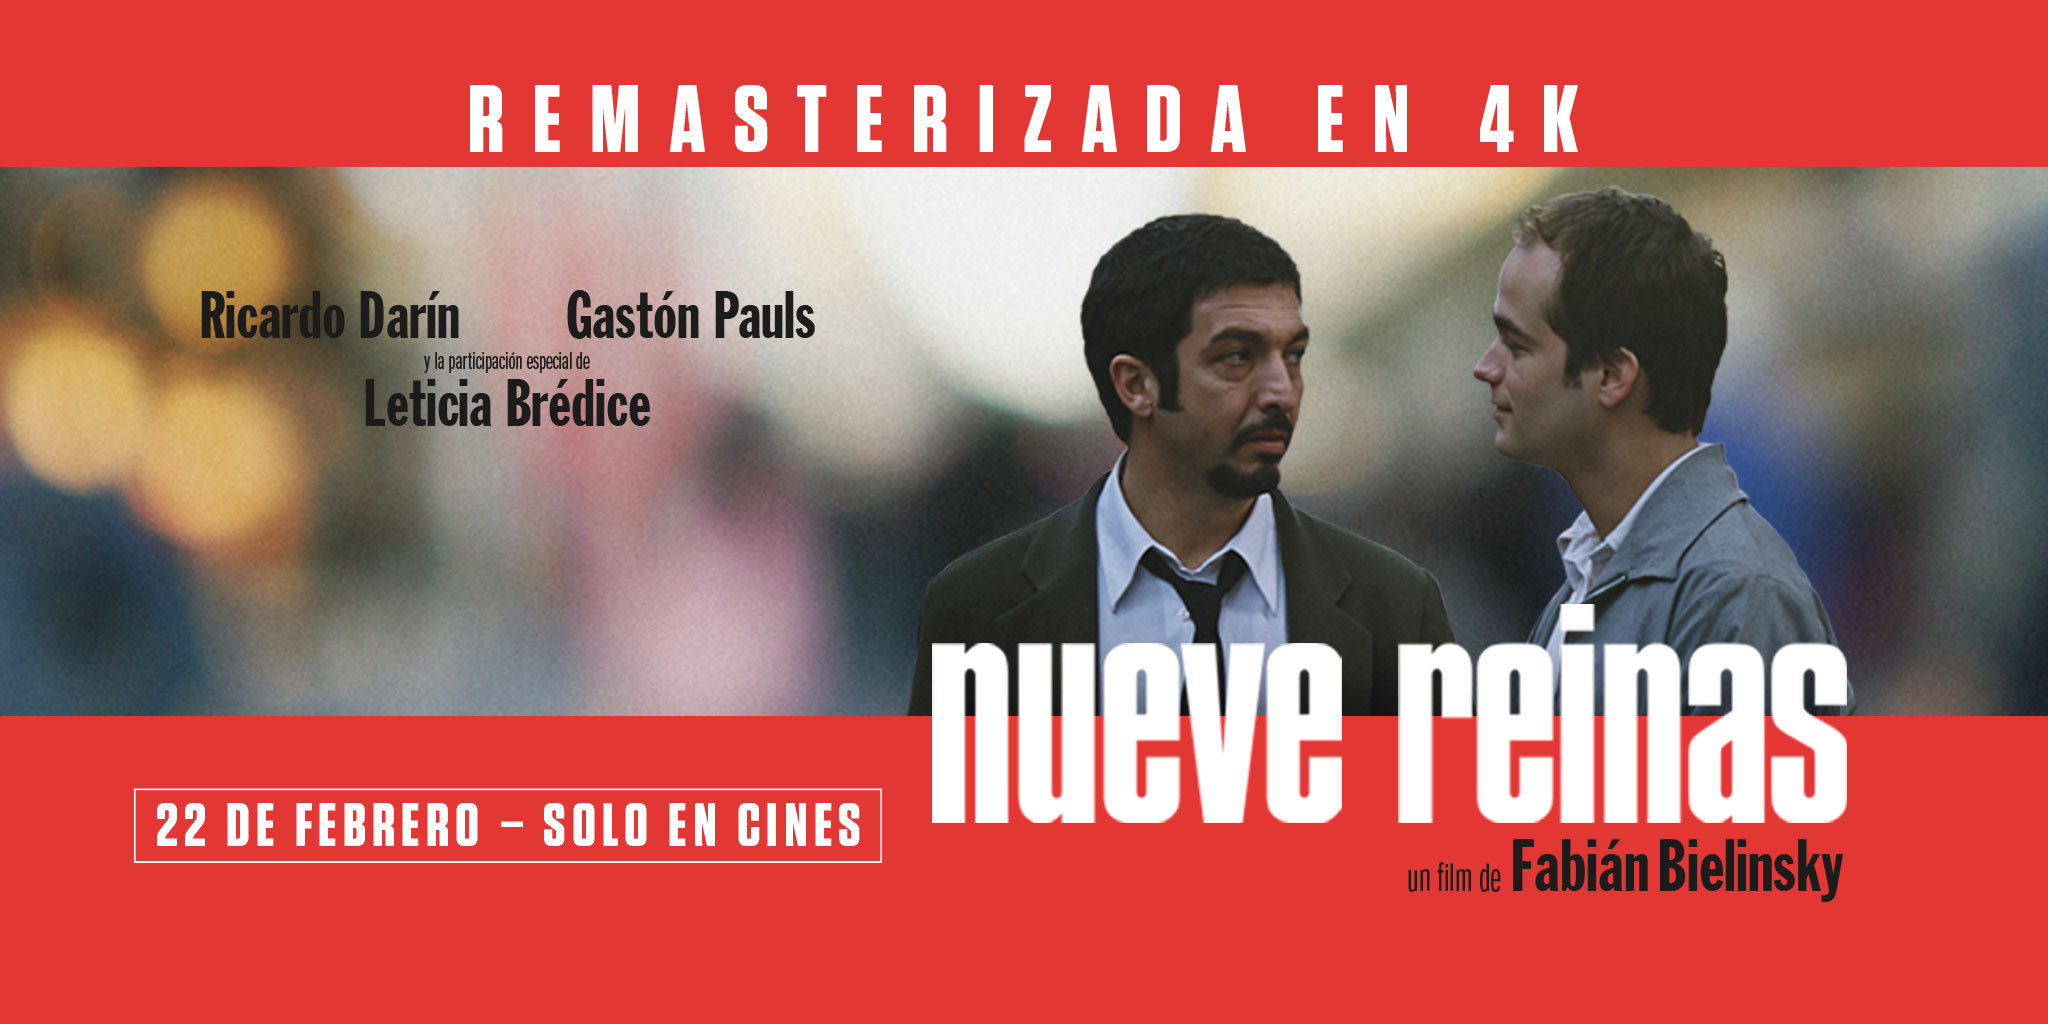 REMASTERIZADA EN 4K
Ricardo Darín Gastón Pauls
y la participación especial de
Leticia Brédice
nueve reinas
22 DE FEBRERO – SOLO EN CINES
un film de Fabián Bielinsky